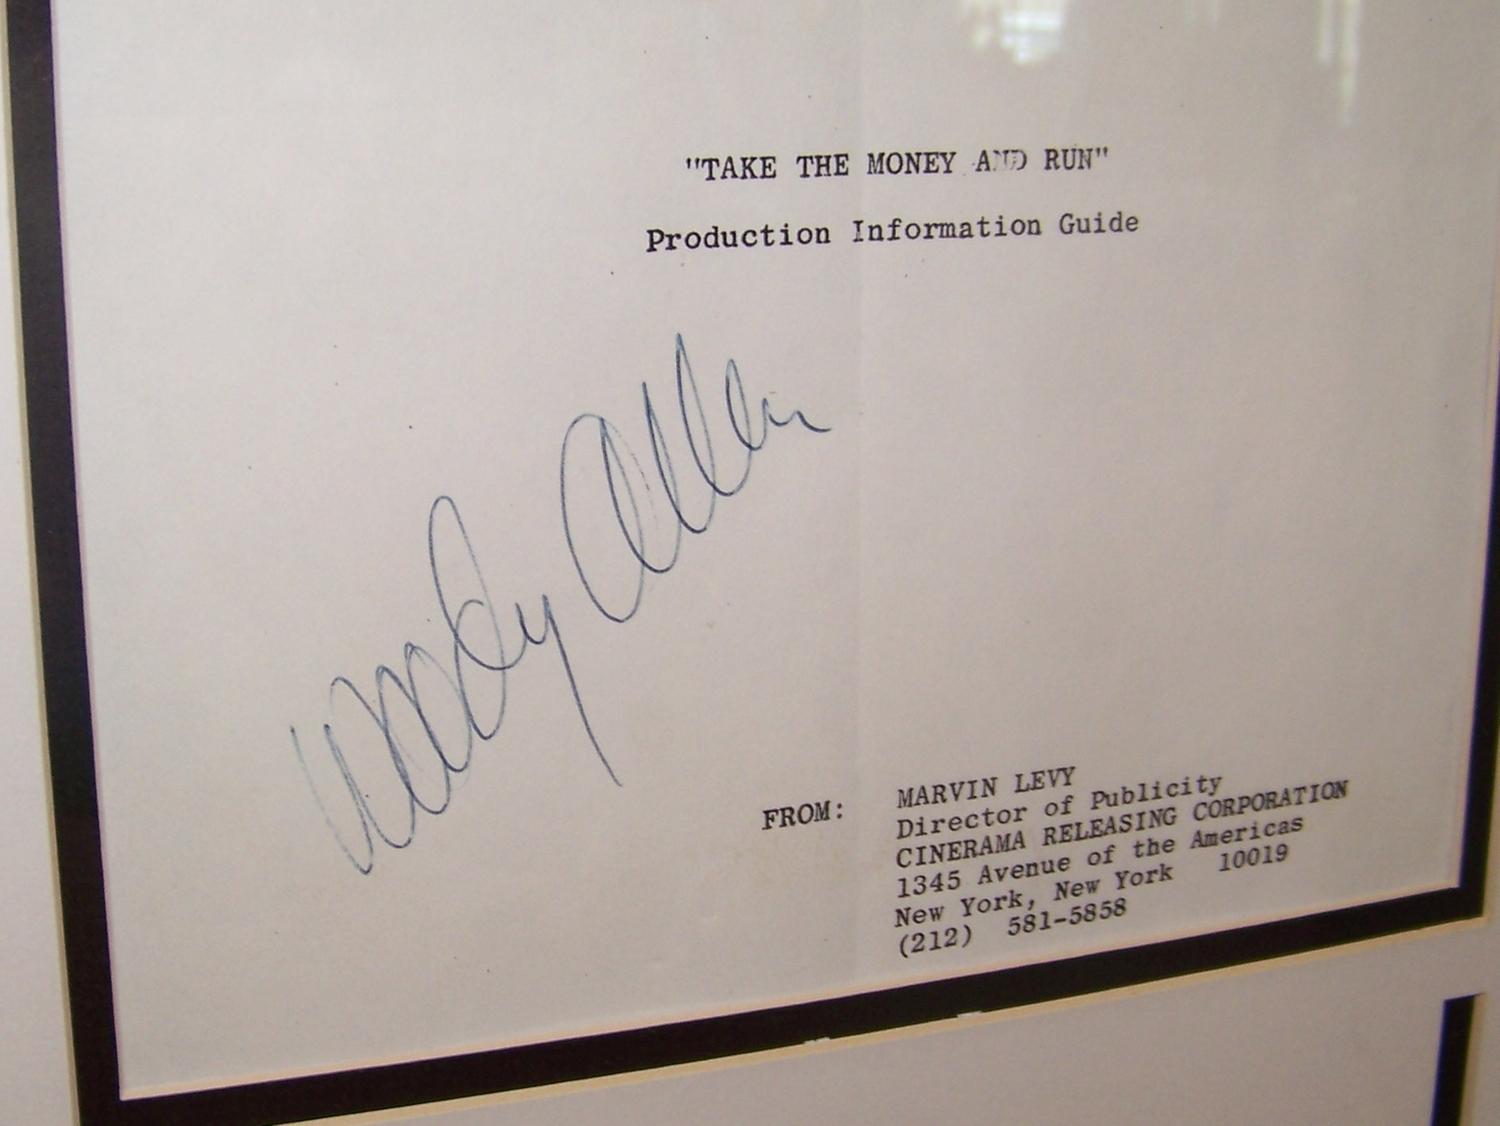 "TAKE THE MONEY AND RUN"
Production Information Guide
Woody Allen
FROM: MARVIN LEVY
Director of Publicity
CINERAMA RELEASING CORPORATION
1345 Avenue of the Americas
New York, New York 10019
(212) 581-5858